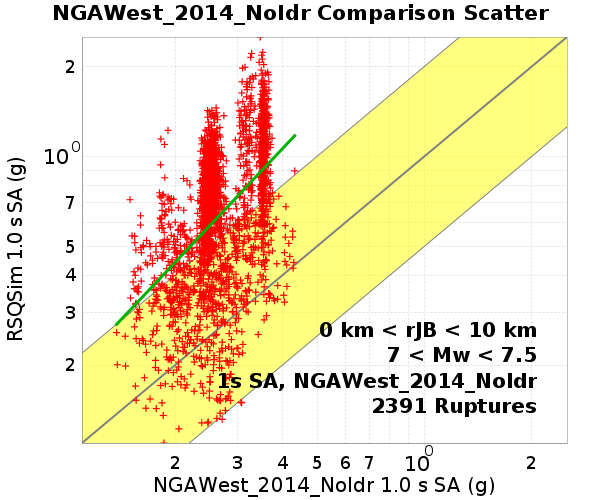 NGAWest_2014_NoIdr Comparison Scatter
RSQSim 1.0 s SA (g)
2
10^0
7
5
4
3
2
0 km < rJB < 10 km
7 < Mw < 7.5
1s SA, NGAWest_2014_NoIdr
2391 Ruptures
2 3 4 5 6 7 10^0 2
NGAWest_2014_NoIdr 1.0 s SA (g)